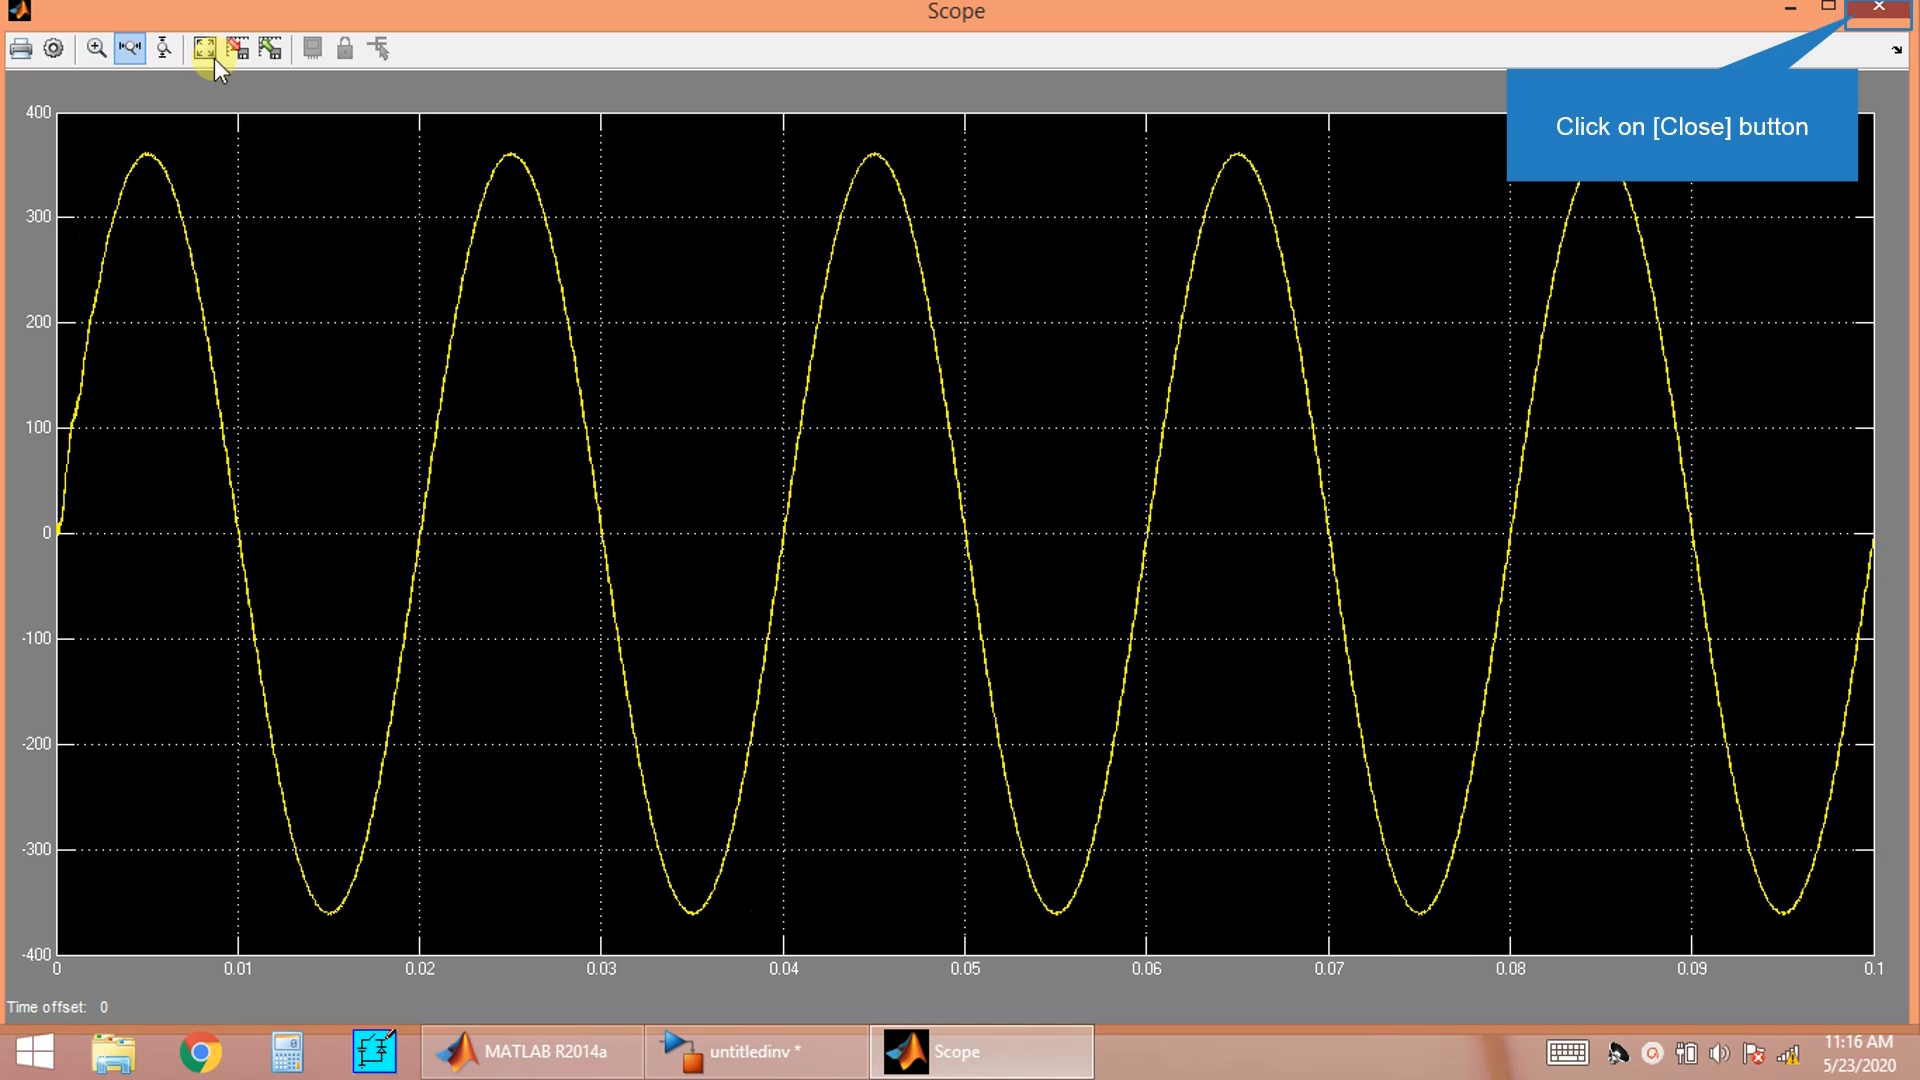 Scope
Click on [Close] button
400
300
200
100
0
-100
-200
-300
-400
0 0.01 0.02 0.03 0.04 0.05 0.06 0.07 0.08 0.09 0.1
Time offset: 0
MATLAB R2014a
untitledinv *
Scope
11:16 AM
5/23/2020